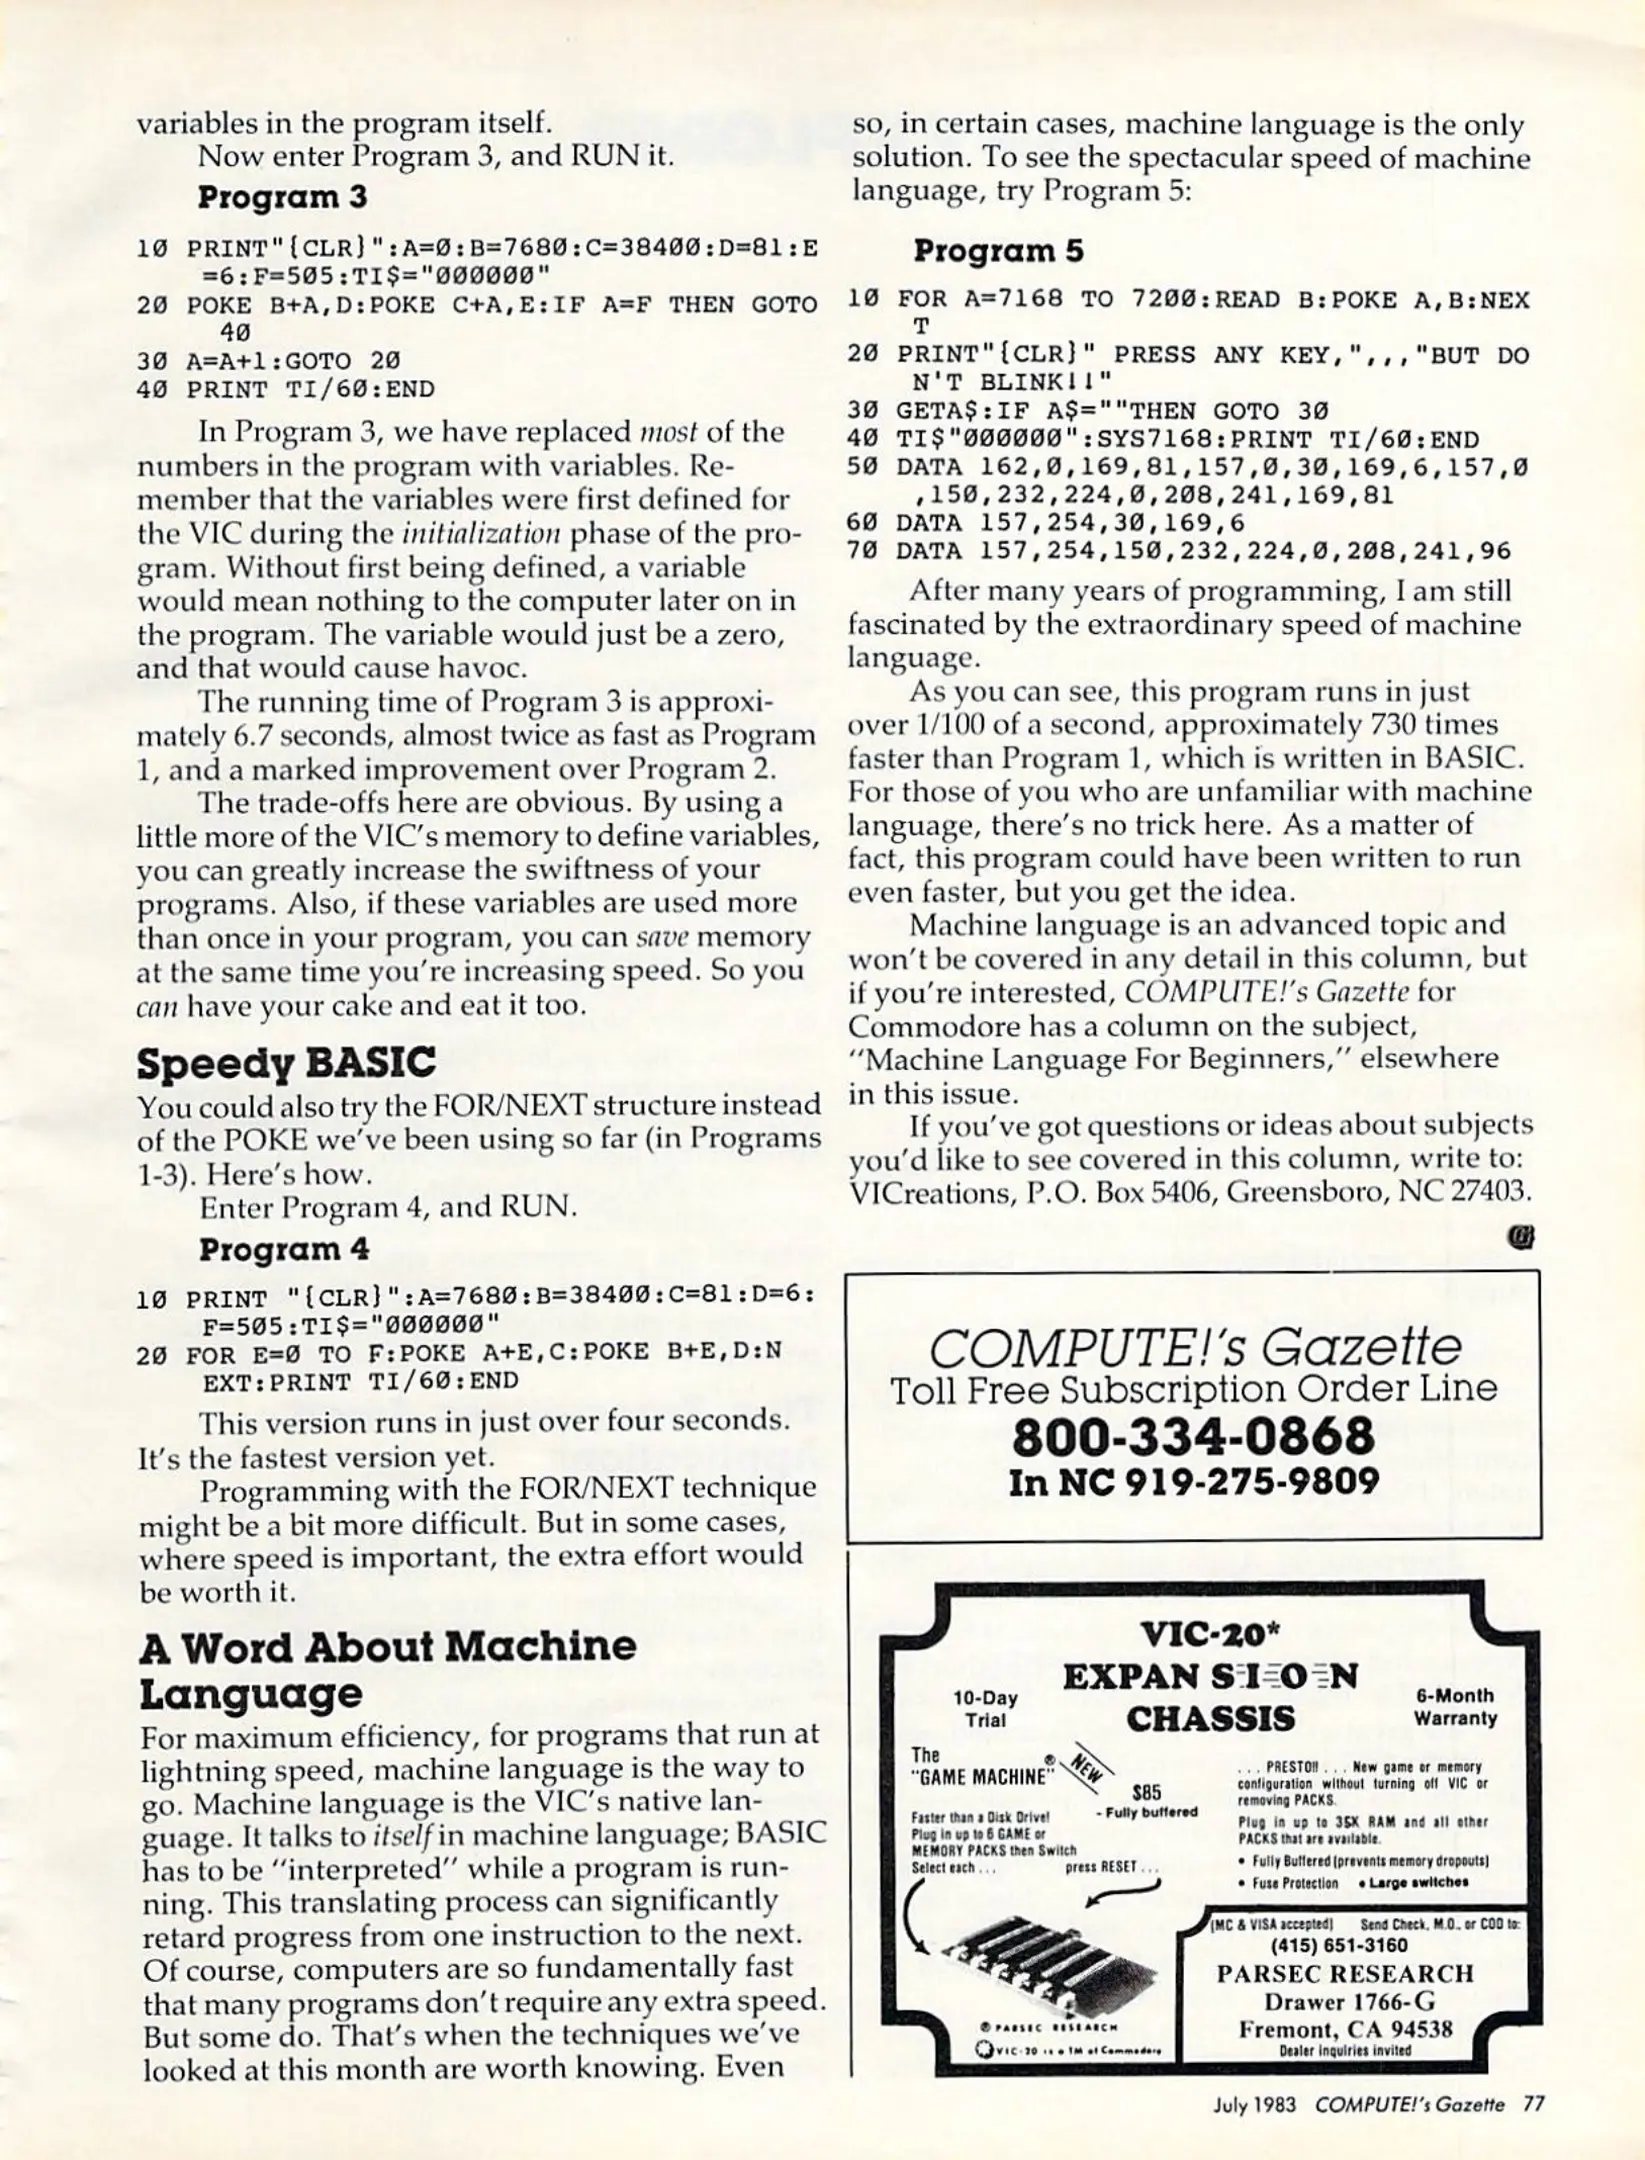 variables in the program itself.
Now enter Program 3, and RUN it.
Program 3
10 PRINT"{CLR}":A=0:B=7680:C=38400:D=81:E
=6:F=505:TI$="000000"
20 POKE B+A,D:POKE C+A,E:IF A=F THEN GOTO
40
30 A=A+1:GOTO 20
40 PRINT TI/60:END
In Program 3, we have replaced most of the
numbers in the program with variables. Re-
member that the variables were first defined for
the VIC during the initialization phase of the pro-
gram. Without first being defined, a variable
would mean nothing to the computer later on in
the program. The variable would just be a zero,
and that would cause havoc.
The running time of Program 3 is approxi-
mately 6.7 seconds, almost twice as fast as Program
1, and a marked improvement over Program 2.
The trade-offs here are obvious. By using a
little more of the VIC's memory to define variables,
you can greatly increase the swiftness of your
programs. Also, if these variables are used more
than once in your program, you can save memory
at the same time you're increasing speed. So you
can have your cake and eat it too.
Speedy BASIC
You could also try the FOR/NEXT structure instead
of the POKE we've been using so far (in Programs
1-3). Here's how.
Enter Program 4, and RUN.
Program 4
10 PRINT "{CLR}":A=7680:B=38400:C=81:D=6:
F=505:TI$="000000"
20 FOR E=0 TO F:POKE A+E,C:POKE B+E,D:N
EXT:PRINT TI/60:END
This version runs in just over four seconds.
It's the fastest version yet.
Programming with the FOR/NEXT technique
might be a bit more difficult. But in some cases,
where speed is important, the extra effort would
be worth it.
A Word About Machine
Language
For maximum efficiency, for programs that run at
lightning speed, machine language is the way to
go. Machine language is the VIC's native lan-
guage. It talks to itself in machine language; BASIC
has to be "interpreted" while a program is run-
ning. This translating process can significantly
retard progress from one instruction to the next.
Of course, computers are so fundamentally fast
that many programs don't require any extra speed.
But some do. That's when the techniques we've
looked at this month are worth knowing. Even
so, in certain cases, machine language is the only
solution. To see the spectacular speed of machine
language, try Program 5:
Program 5
10 FOR A=7168 TO 7200:READ B:POKE A,B:NEX
T
20 PRINT"{CLR}" PRESS ANY KEY,",,,"BUT DO
N'T BLINK!!"
30 GETA$:IF A$=""THEN GOTO 30
40 TI$"000000":SYS7168:PRINT TI/60:END
50 DATA 162,0,169,81,157,0,30,169,6,157,0
,150,232,224,0,208,241,169,81
60 DATA 157,254,30,169,6
70 DATA 157,254,150,232,224,0,208,241,96
After many years of programming, I am still
fascinated by the extraordinary speed of machine
language.
As you can see, this program runs in just
over 1/100 of a second, approximately 730 times
faster than Program 1, which is written in BASIC.
For those of you who are unfamiliar with machine
language, there's no trick here. As a matter of
fact, this program could have been written to run
even faster, but you get the idea.
Machine language is an advanced topic and
won't be covered in any detail in this column, but
if you're interested, COMPUTE!'s Gazette for
Commodore has a column on the subject,
"Machine Language For Beginners," elsewhere
in this issue.
If you've got questions or ideas about subjects
you'd like to see covered in this column, write to:
VICreations, P.O. Box 5406, Greensboro, NC 27403.
G
COMPUTE!'s Gazette
Toll Free Subscription Order Line
800-334-0868
In NC 919-275-9809
VIC-20*
EXPANSION
CHASSIS
10-Day
Trial
6-Month
Warranty
The
"GAME MACHINE"®
NEW
$85
- Fully buffered
Faster than a Disk Drive!
Plug in up to 6 GAME or
MEMORY PACKS then Switch
Select each . . . press RESET . . .
. . . PRESTO!! . . . New game or memory
configuration without turning off VIC or
removing PACKS.
Plug in up to 35K RAM and all other
PACKS that are available.
• Fully Buffered (prevents memory dropouts)
• Fuse Protection • Large switches
® PARSEC RESEARCH
VIC-20 is a TM of Commodore
(MC & VISA accepted) Send Check, M.O., or COD to:
(415) 651-3160
PARSEC RESEARCH
Drawer 1766-G
Fremont, CA 94538
Dealer Inquiries invited
July 1983 COMPUTE!'s Gazette 77